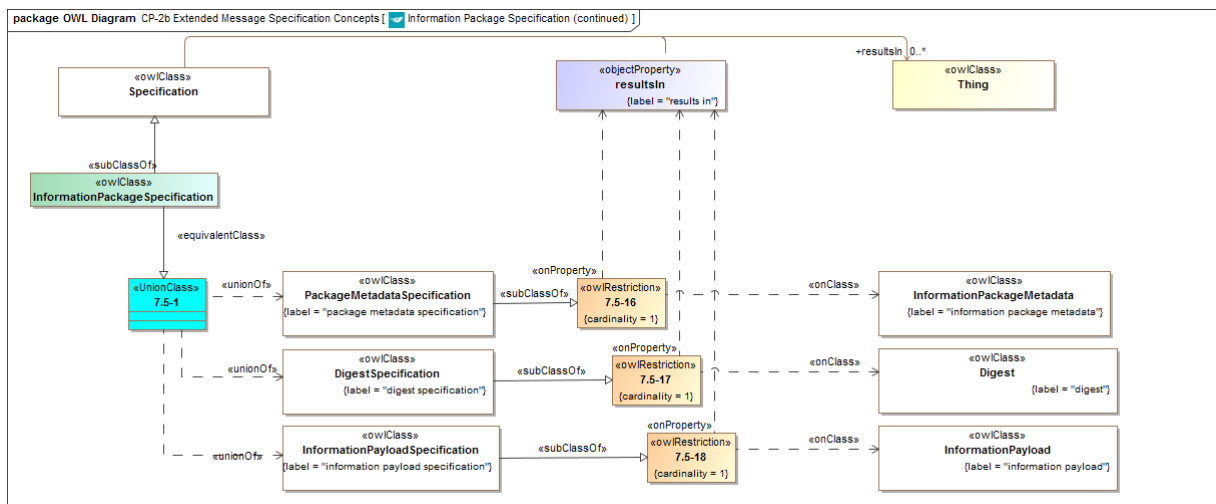 package OWL Diagram CP-2b Extended Message Specification Concepts [ Information Package Specification (continued) ]
+resultsIn 0..*
«owlClass»
Specification
«objectProperty»
resultsIn
{label = "results in"}
«owlClass»
Thing
«subClassOf»
«owlClass»
InformationPackageSpecification
«equivalentClass»
«UnionClass»
7.5-1
«unionOf»
«owlClass»
PackageMetadataSpecification
{label = "package metadata specification"}
«subClassOf»
«onProperty»
«owlRestriction»
7.5-16
{cardinality = 1}
«onClass»
«owlClass»
InformationPackageMetadata
{label = "information package metadata"}
«unionOf»
«owlClass»
DigestSpecification
{label = "digest specification"}
«subClassOf»
«onProperty»
«owlRestriction»
7.5-17
{cardinality = 1}
«onClass»
«owlClass»
Digest
{label = "digest"}
«unionOf»
«owlClass»
InformationPayloadSpecification
{label = "information payload specification"}
«subClassOf»
«onProperty»
«owlRestriction»
7.5-18
{cardinality = 1}
«onClass»
«owlClass»
InformationPayload
{label = "information payload"}